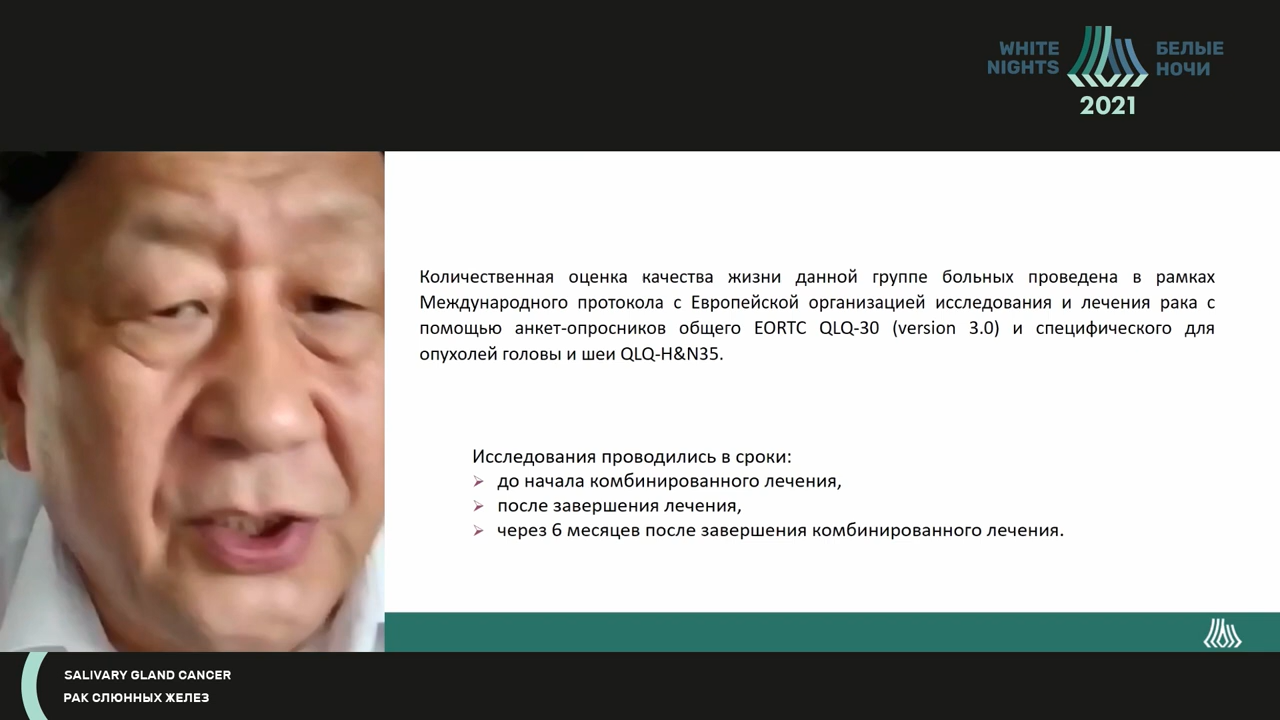 WHITE
NIGHTS
БЕЛЫЕ
НОЧИ
2021
Количественная оценка качества жизни данной группе больных проведена в рамках
Международного протокола с Европейской организацией исследования и лечения рака с
помощью анкет-опросников общего EORTC QLQ-30 (version 3.0) и специфического для
опухолей головы и шеи QLQ-H&N35.
Исследования проводились в сроки:
до начала комбинированного лечения,
после завершения лечения,
через 6 месяцев после завершения комбинированного лечения.
SALIVARY GLAND CANCER
РАК СЛЮННЫХ ЖЕЛЕЗ